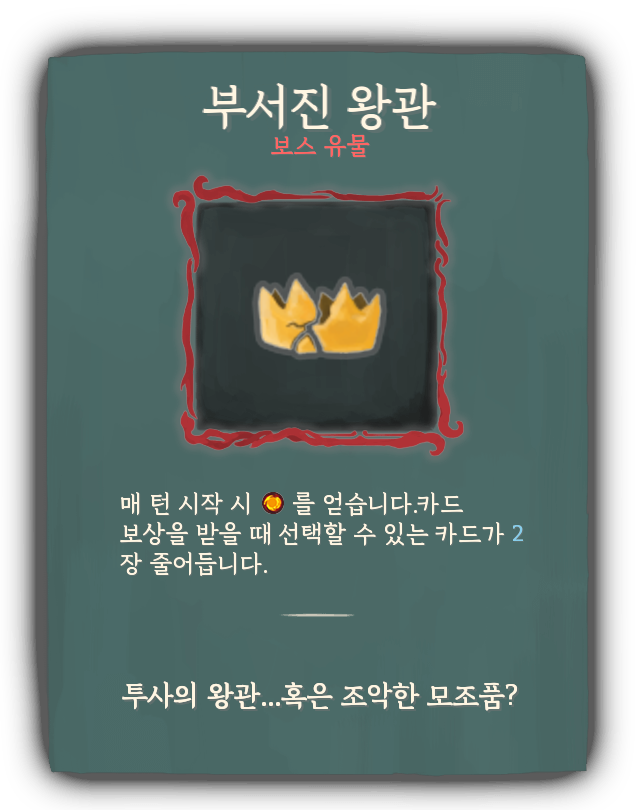 부서진 왕관
보스 유물
매 턴 시작 시 를 얻습니다.카드
보상을 받을 때 선택할 수 있는 카드가 2
장 줄어듭니다.
투사의 왕관...혹은 조악한 모조품?